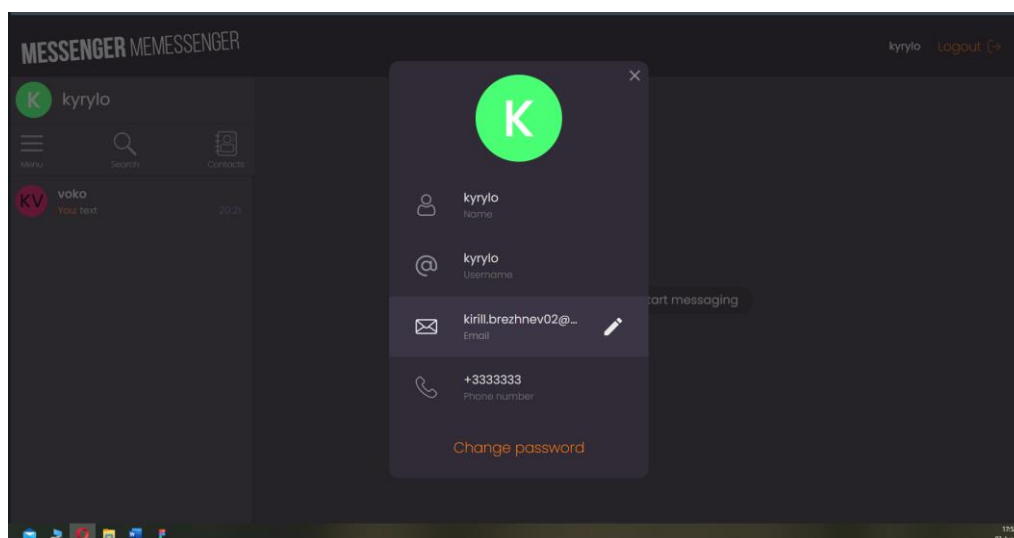 MESSENGER MEMESSENGER
kyrylo Logout
K kyrylo
Menu Search Contacts
KV voko
You: text 20:21
K
kyrylo
Name
kyrylo
Username
kirill.brezhnev02@...
Email
+3333333
Phone number
Change password
tart messaging